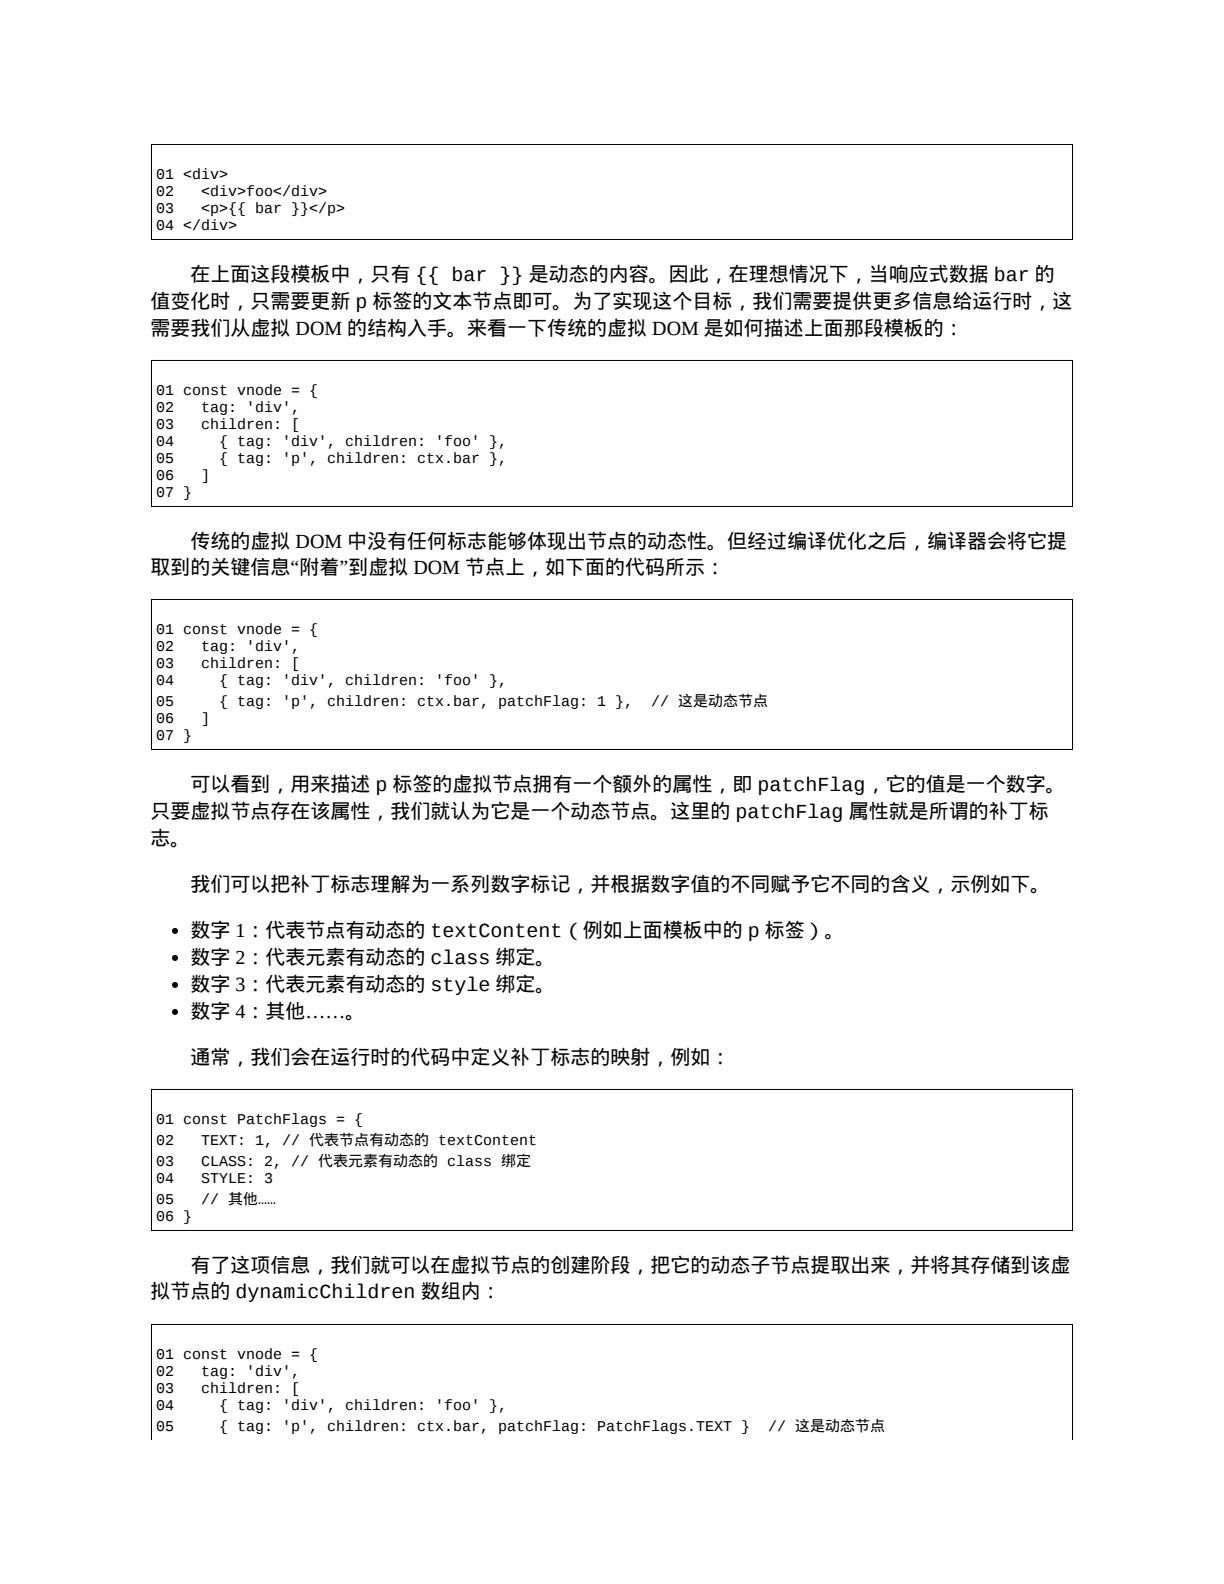 01 <div>
02   <div>foo</div>
03   <p>{{ bar }}</p>
04 </div>
在上面这段模板中，只有 {{ bar }} 是动态的内容。因此，在理想情况下，当响应式数据 bar 的
值变化时，只需要更新 p 标签的文本节点即可。为了实现这个目标，我们需要提供更多信息给运行时，这
需要我们从虚拟 DOM 的结构入手。来看一下传统的虚拟 DOM 是如何描述上面那段模板的：
01 const vnode = {
02   tag: 'div',
03   children: [
04     { tag: 'div', children: 'foo' },
05     { tag: 'p', children: ctx.bar },
06   ]
07 }
传统的虚拟 DOM 中没有任何标志能够体现出节点的动态性。但经过编译优化之后，编译器会将它提
取到的关键信息“附着”到虚拟 DOM 节点上，如下面的代码所示：
01 const vnode = {
02   tag: 'div',
03   children: [
04     { tag: 'div', children: 'foo' },
05     { tag: 'p', children: ctx.bar, patchFlag: 1 },  // 这是动态节点
06   ]
07 }
可以看到，用来描述 p 标签的虚拟节点拥有一个额外的属性，即 patchFlag，它的值是一个数字。
只要虚拟节点存在该属性，我们就认为它是一个动态节点。这里的 patchFlag 属性就是所谓的补丁标
志。
我们可以把补丁标志理解为一系列数字标记，并根据数字值的不同赋予它不同的含义，示例如下。
• 数字 1：代表节点有动态的 textContent（例如上面模板中的 p 标签）。
• 数字 2：代表元素有动态的 class 绑定。
• 数字 3：代表元素有动态的 style 绑定。
• 数字 4：其他……。
通常，我们会在运行时的代码中定义补丁标志的映射，例如：
01 const PatchFlags = {
02   TEXT: 1, // 代表节点有动态的 textContent
03   CLASS: 2, // 代表元素有动态的 class 绑定
04   STYLE: 3
05   // 其他……
06 }
有了这项信息，我们就可以在虚拟节点的创建阶段，把它的动态子节点提取出来，并将其存储到该虚
拟节点的 dynamicChildren 数组内：
01 const vnode = {
02   tag: 'div',
03   children: [
04     { tag: 'div', children: 'foo' },
05     { tag: 'p', children: ctx.bar, patchFlag: PatchFlags.TEXT }  // 这是动态节点